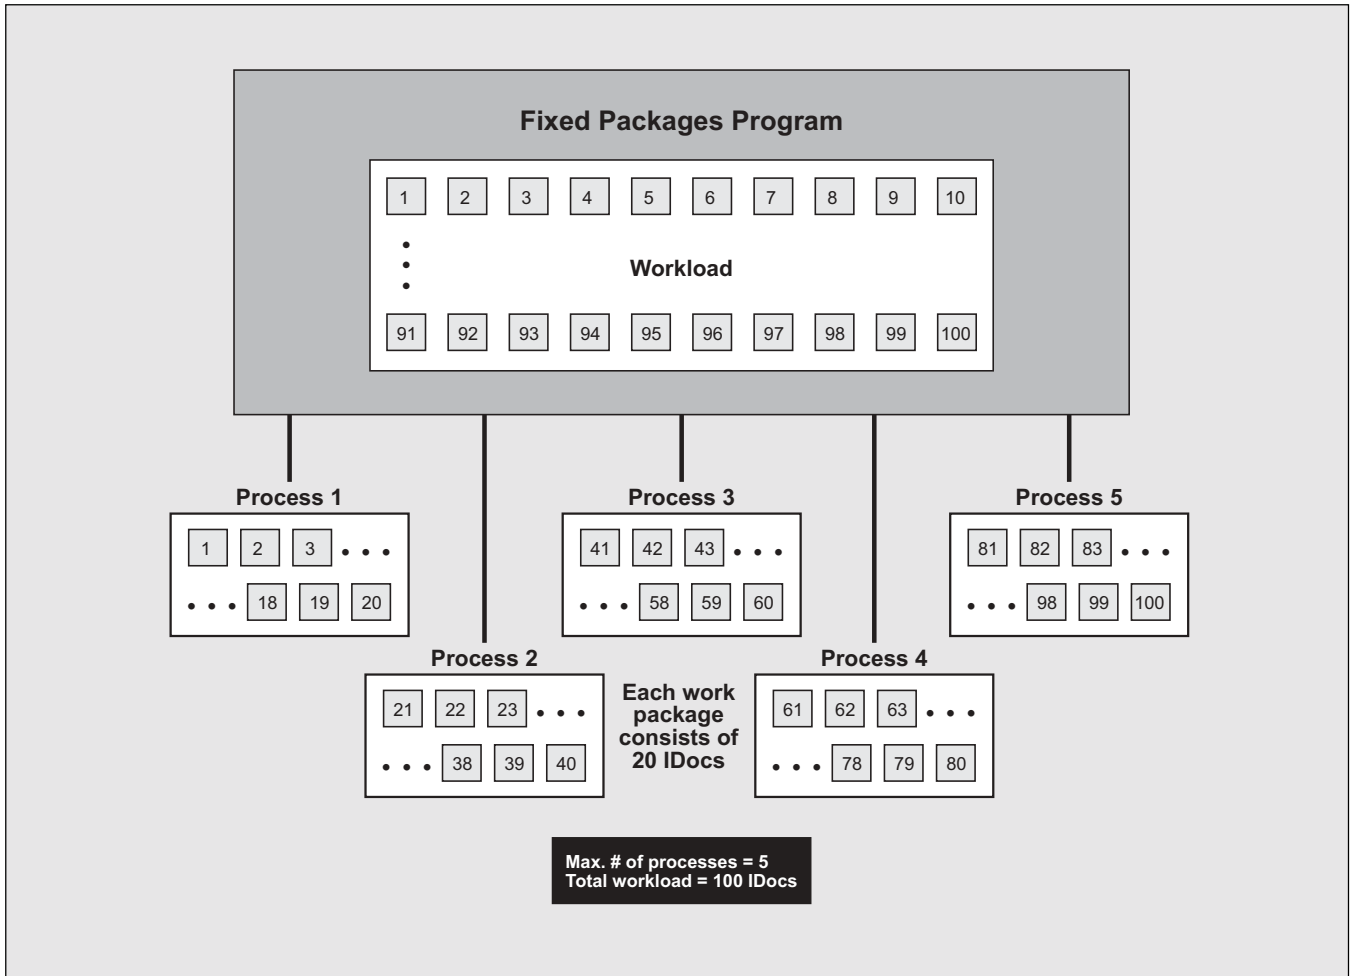 Fixed Packages Program
1 2 3 4 5 6 7 8 9 10
Workload
91 92 93 94 95 96 97 98 99 100
Process 1
1 2 3 • • •
• • • 18 19 20
Process 3
41 42 43 • • •
• • • 58 59 60
Process 5
81 82 83 • • •
• • • 98 99 100
Process 2
21 22 23 • • •
• • • 38 39 40
Each work
package
consists of
20 IDocs
Process 4
61 62 63 • • •
• • • 78 79 80
Max. # of processes = 5
Total workload = 100 IDocs